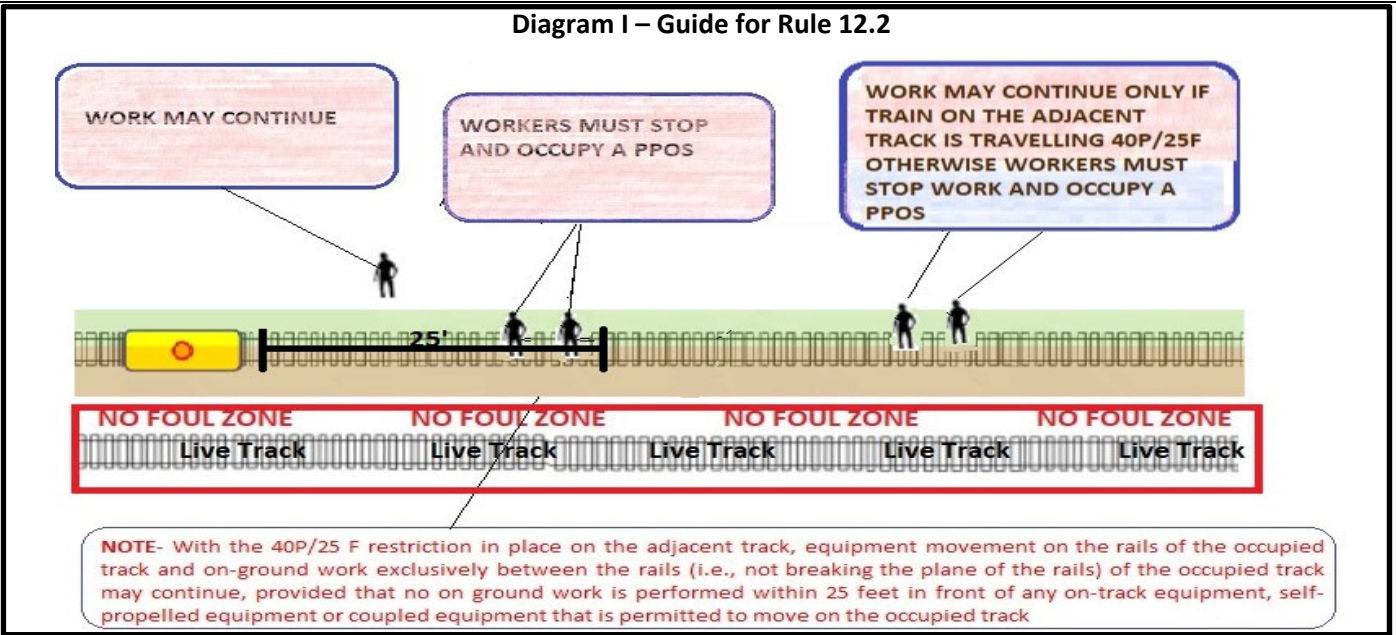 Diagram I – Guide for Rule 12.2
WORK MAY CONTINUE
WORKERS MUST STOP
AND OCCUPY A PPOS
WORK MAY CONTINUE ONLY IF
TRAIN ON THE ADJACENT
TRACK IS TRAVELLING 40P/25F
OTHERWISE WORKERS MUST
STOP WORK AND OCCUPY A
PPOS
25'
NO FOUL ZONE NO FOUL ZONE NO FOUL ZONE NO FOUL ZONE
Live Track Live Track Live Track Live Track Live Track
NOTE- With the 40P/25 F restriction in place on the adjacent track, equipment movement on the rails of the occupied
track and on-ground work exclusively between the rails (i.e., not breaking the plane of the rails) of the occupied track
may continue, provided that no on ground work is performed within 25 feet in front of any on-track equipment, self-
propelled equipment or coupled equipment that is permitted to move on the occupied track